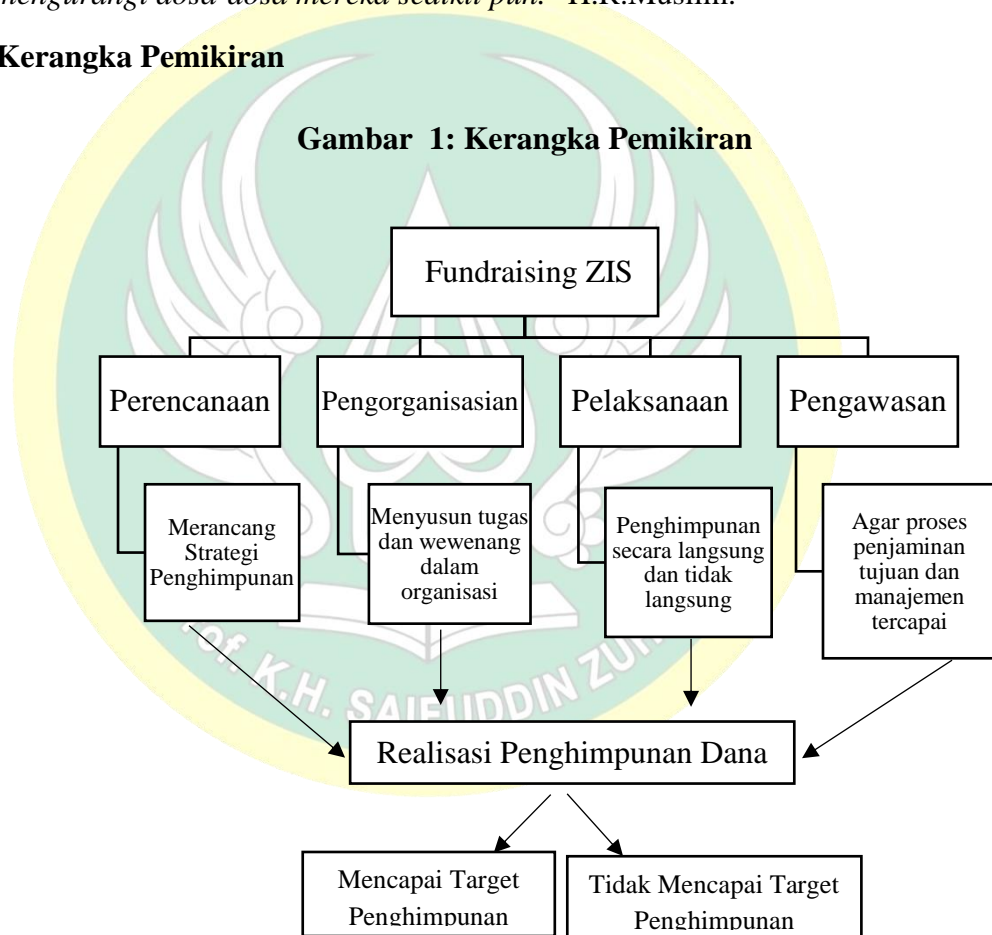 mengurangi dosa-dosa mereka sedikit pun." H.R.Muslim.
Kerangka Pemikiran
Gambar 1: Kerangka Pemikiran
Fundraising ZIS
Perencanaan
Pengorganisasian
Pelaksanaan
Pengawasan
Merancang
Strategi
Penghimpunan
Menyusun tugas
dan wewenang
dalam
organisasi
Penghimpunan
secara langsung
dan tidak
langsung
Agar proses
penjaminan
tujuan dan
manajemen
tercapai
K.H. SAIFUDDIN
Realisasi Penghimpunan Dana
Mencapai Target
Penghimpunan
Tidak Mencapai Target
Penghimpunan